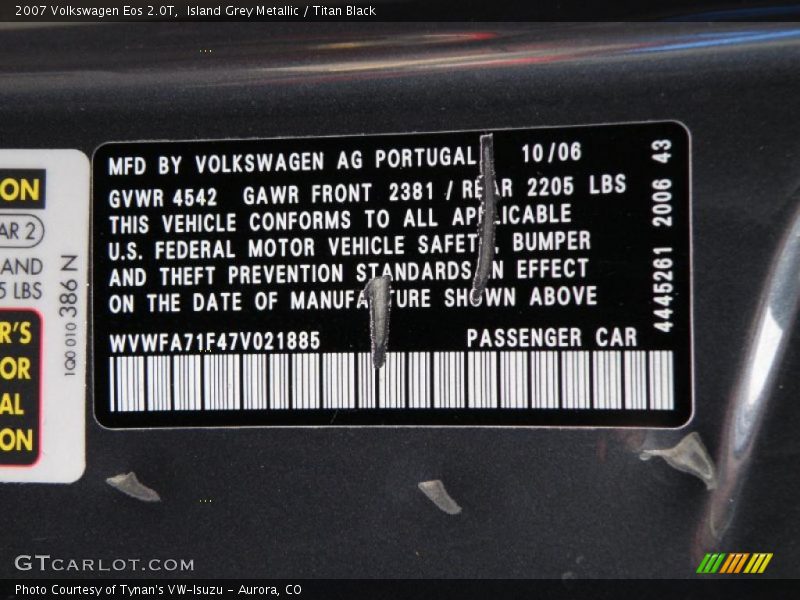 2007 Volkswagen Eos 2.0T,  Island Grey Metallic / Titan Black
MFD BY VOLKSWAGEN AG PORTUGAL 10/06
GVWR 4542 GAWR FRONT 2381 / REAR 2205 LBS
THIS VEHICLE CONFORMS TO ALL APPLICABLE
U.S. FEDERAL MOTOR VEHICLE SAFETY, BUMPER
AND THEFT PREVENTION STANDARDS IN EFFECT
ON THE DATE OF MANUFACTURE SHOWN ABOVE
WVWFA71F47V021885 PASSENGER CAR
4445261 2006 43
ON
AR 2
AND
5 LBS
R'S
OR
AL
ON
1Q0 010 386 N
GTCARLOT.COM
Photo Courtesy of Tynan's VW-Isuzu - Aurora, CO